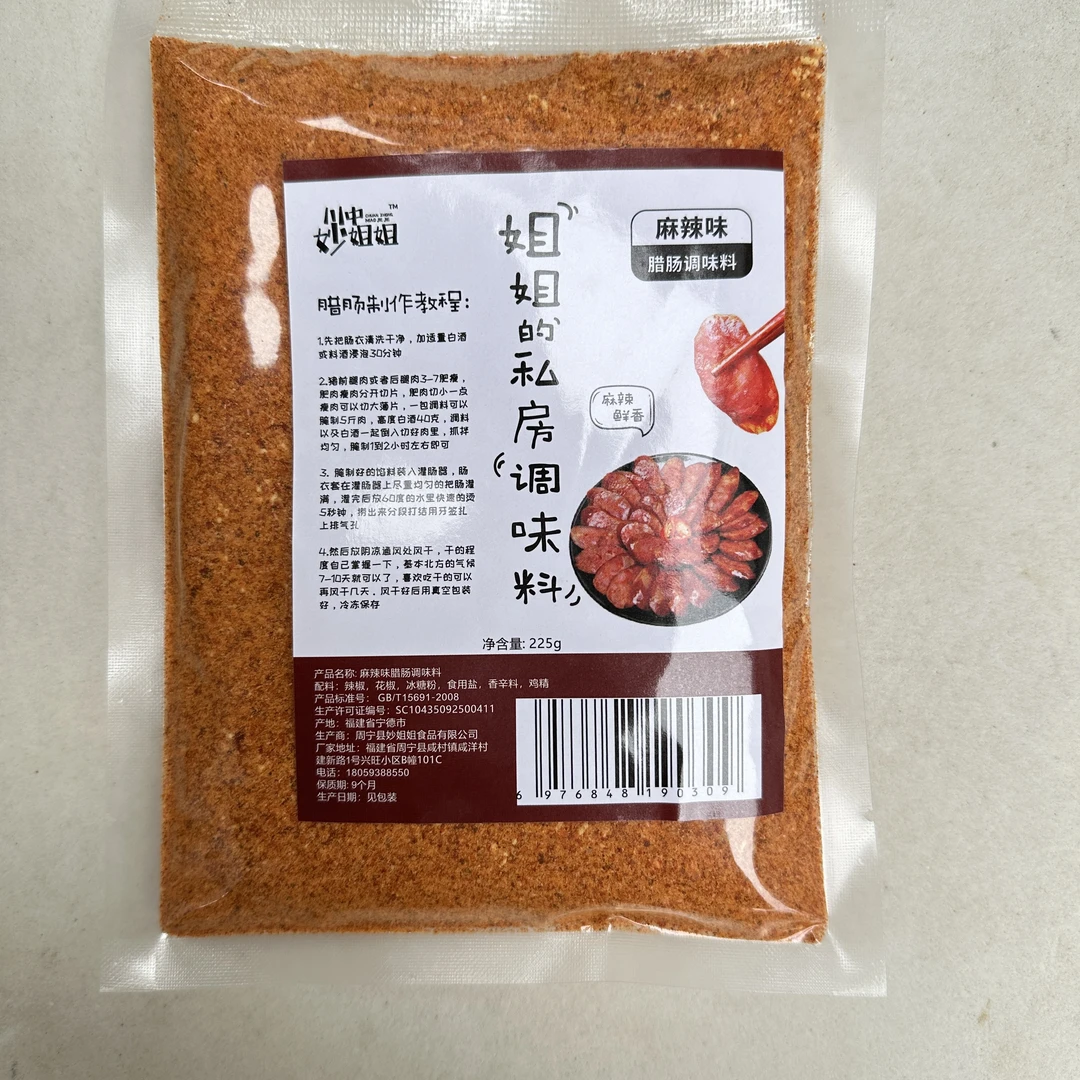 川中
妙姐姐
TM
腊肠制作教程:
1.先把肠衣清洗干净，加适量白酒
或料酒浸泡30分钟
2.猪前腿肉或者后腿肉3-7肥瘦，
肥肉瘦肉分开切片，肥肉切小一点
瘦肉可以切大薄片，一包调料可以
腌制5斤肉，高度白酒40克，调料
以及白酒一起倒入切好肉里，抓拌
均匀，腌制1到2小时左右即可
3. 腌制好的馅料装入灌肠器，肠
衣套在灌肠器上尽量均匀的把肠灌
满，灌完后放60度的水里快速的烫
5秒钟，捞出来分段打结用牙签扎
上排气孔
4.然后放阴凉通风处风干，干的程
度自己掌握一下，基本北方的气候
7-10天就可以了，喜欢吃干的可以
再风干几天。风干好后用真空包装
好，冷冻保存
姐姐的私房调味料
麻辣味
腊肠调味料
麻辣
鲜香
净含量: 225g
产品名称: 麻辣味腊肠调味料
配料：辣椒，花椒，冰糖粉，食用盐，香辛料，鸡精
产品标准号： GB/T15691-2008
生产许可证编号：SC10435092500411
产地：福建省宁德市
生产商：周宁县妙姐姐食品有限公司
厂家地址：福建省周宁县咸村镇咸洋村
建新路1号兴旺小区B幢101C
电话：18059388550
保质期: 9个月
生产日期：见包装
6 976848 190309